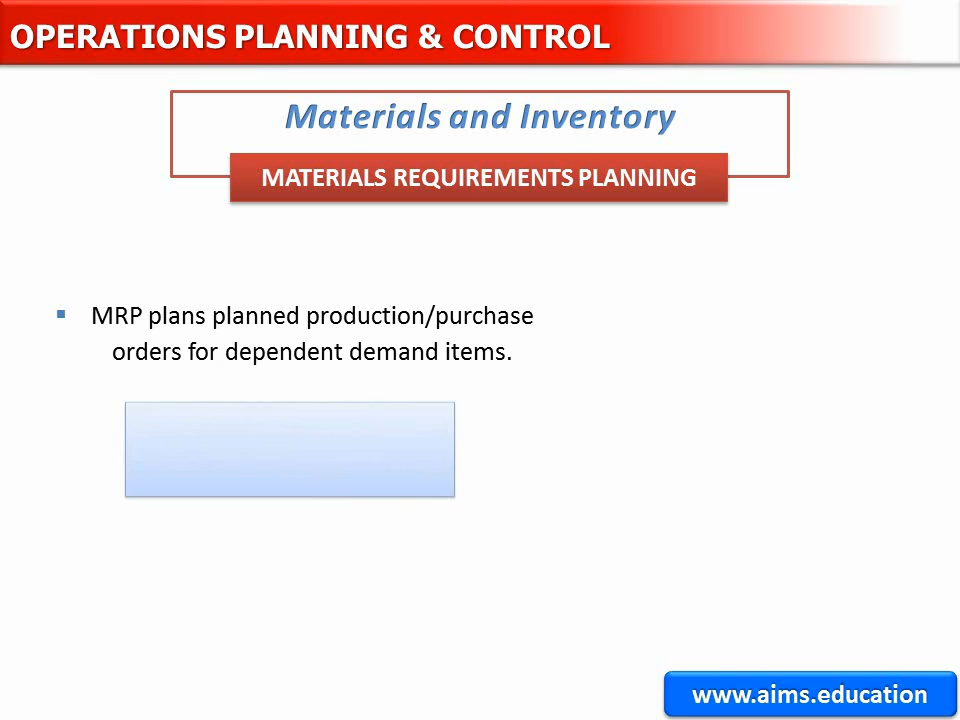 OPERATIONS PLANNING & CONTROL
Materials and Inventory
MATERIALS REQUIREMENTS PLANNING
▪ MRP plans planned production/purchase
orders for dependent demand items.
www.aims.education